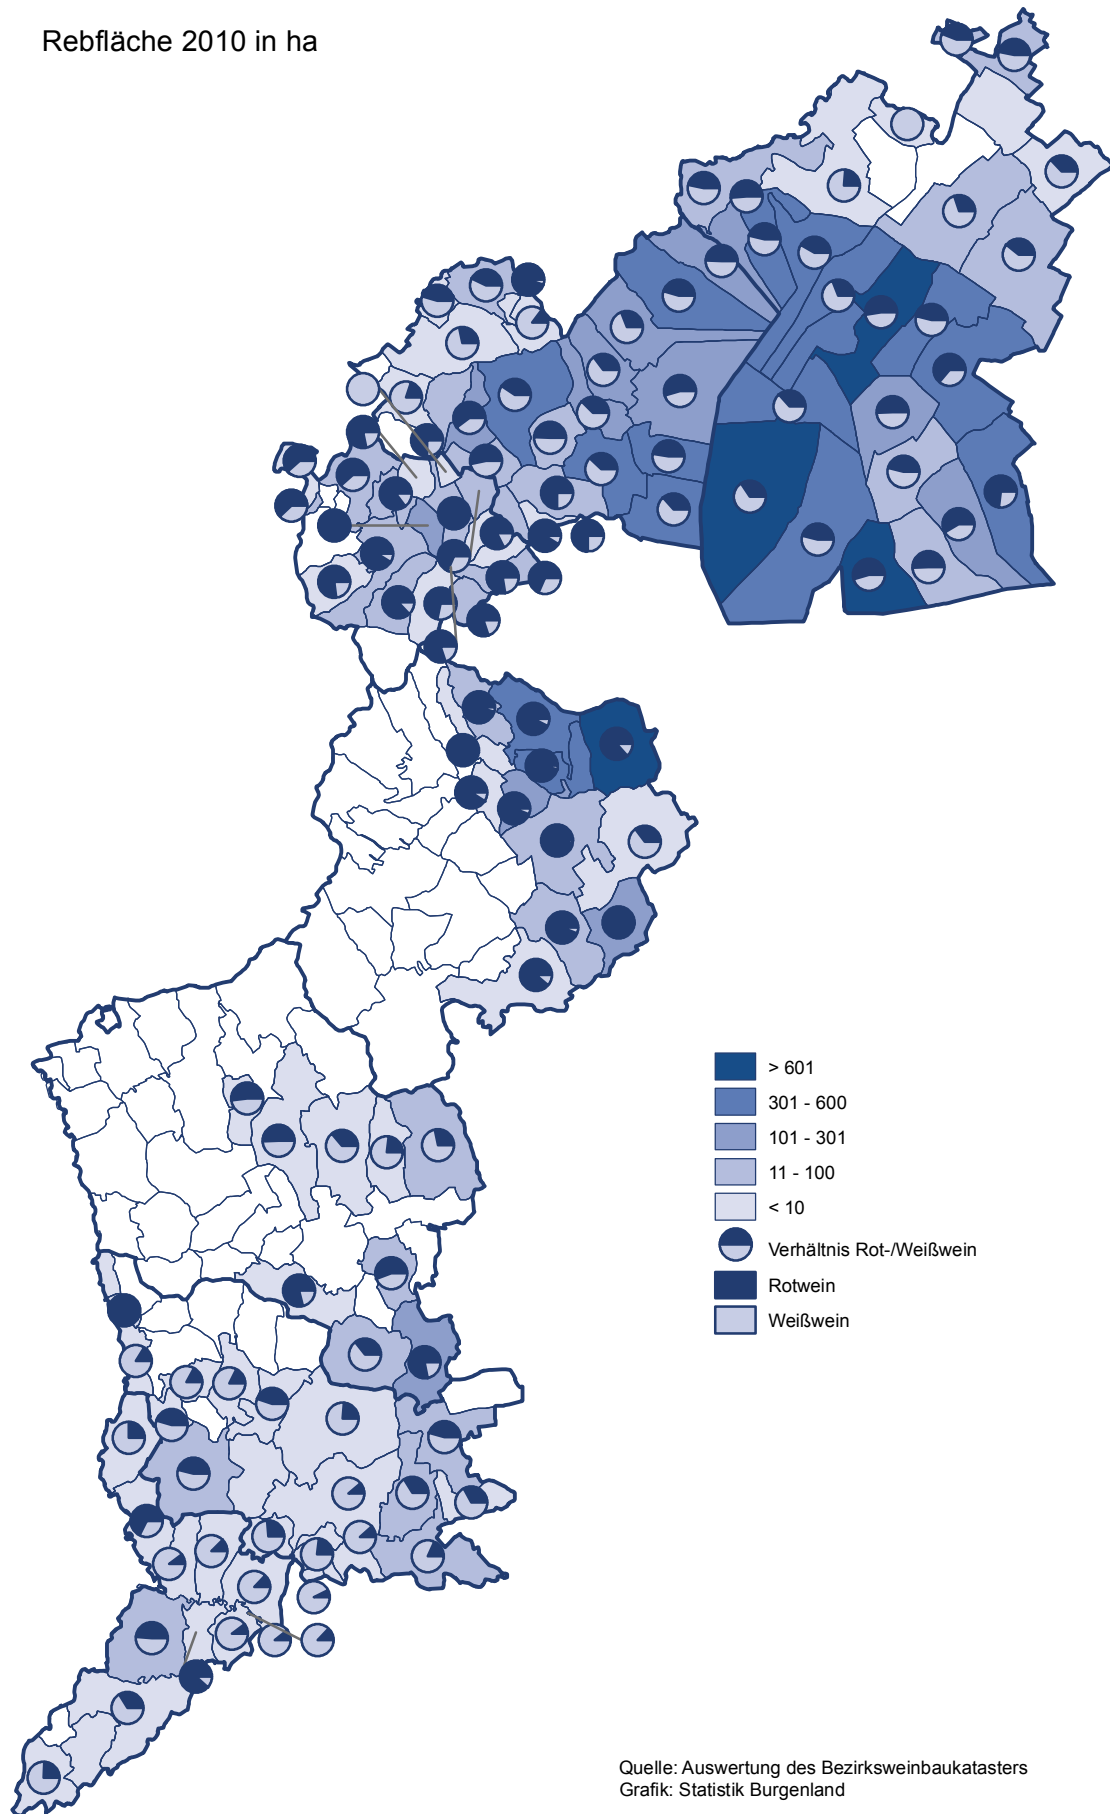 Rebfläche 2010 in ha
> 601
301 - 600
101 - 301
11 - 100
< 10
Verhältnis Rot-/Weißwein
Rotwein
Weißwein
Quelle: Auswertung des Bezirksweinbaukatasters
Grafik: Statistik Burgenland